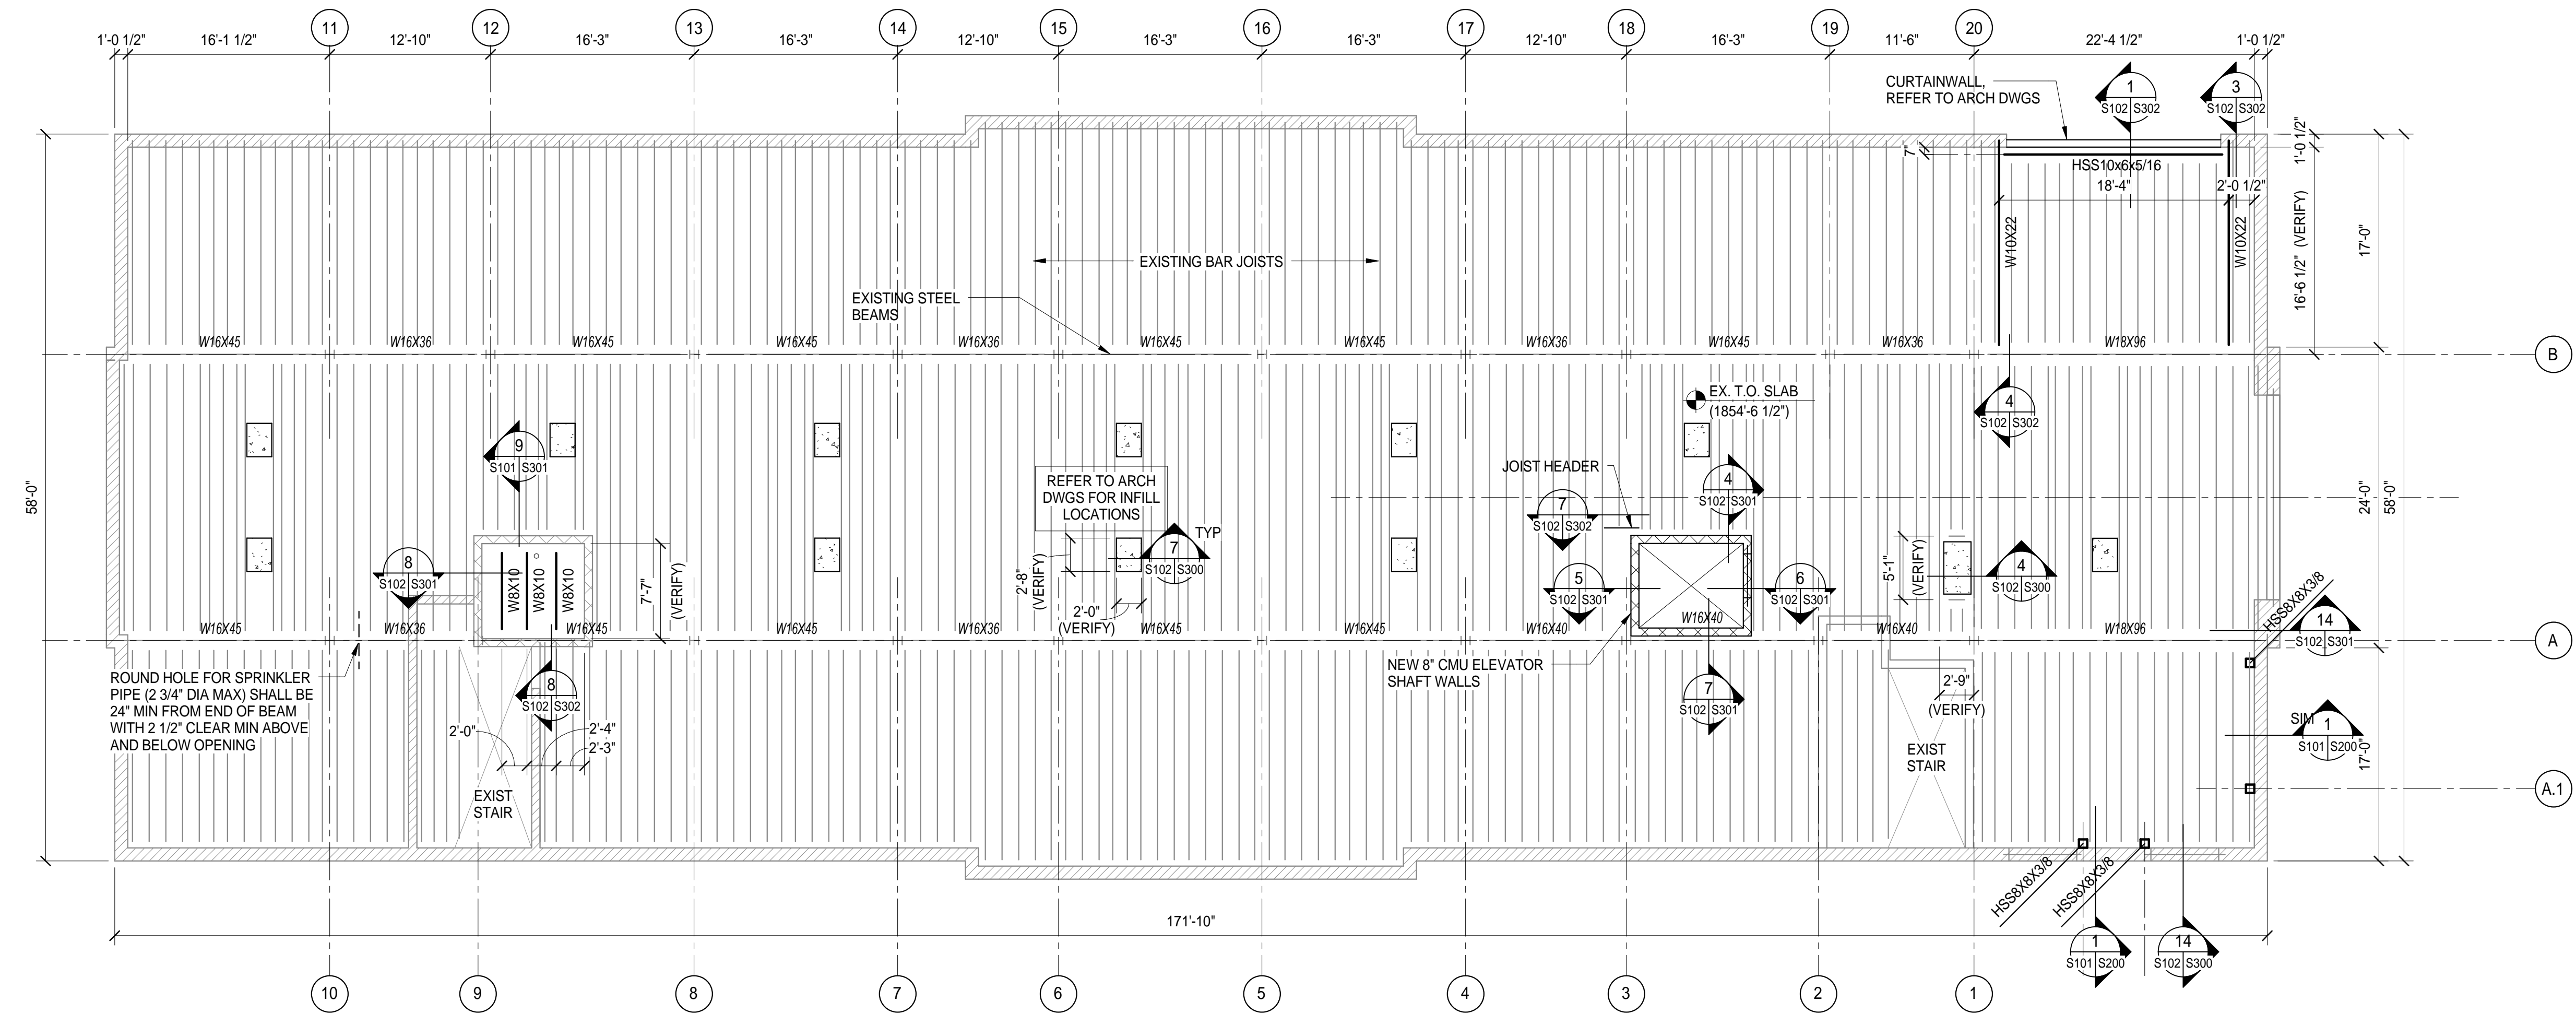 11
12
13
14
15
16
17
18
19
20
1'-0 1/2"
16'-1 1/2"
12'-10"
16'-3"
16'-3"
12'-10"
16'-3"
16'-3"
12'-10"
16'-3"
11'-6"
22'-4 1/2"
1'-0 1/2"
CURTAINWALL,
REFER TO ARCH DWGS
1
S102 S302
3
S102 S302
7"
HSS10x6x5/16
18'-4"
2'-0 1/2"
W10X22
W10X22
1'-0 1/2"
16'-6 1/2" (VERIFY)
17'-0"
EXISTING BAR JOISTS
EXISTING STEEL
BEAMS
W16X45
W16X36
W16X45
W16X45
W16X36
W16X45
W16X45
W16X36
W16X45
W16X36
W18X96
B
EX. T.O. SLAB
(1854'-6 1/2")
4
S102 S302
9
S101 S301
JOIST HEADER
4
S102 S301
REFER TO ARCH
DWGS FOR INFILL
LOCATIONS
7
S102 S302
58'-0"
24'-0"
58'-0"
TYP
7
S102 S300
8
S102 S301
W8X10
W8X10
W8X10
7'-7"
(VERIFY)
2'-8"
(VERIFY)
2'-0"
(VERIFY)
5
S102 S301
6
S102 S301
5'-1"
(VERIFY)
4
S102 S300
HSS8X8X3/8
14
S102 S301
W16X45
W16X36
W16X45
W16X45
W16X36
W16X45
W16X45
W16X40
W16X40
W16X40
W18X96
A
ROUND HOLE FOR SPRINKLER
PIPE (2 3/4" DIA MAX) SHALL BE
24" MIN FROM END OF BEAM
WITH 2 1/2" CLEAR MIN ABOVE
AND BELOW OPENING
8
S102 S302
2'-0"
2'-4"
2'-3"
EXIST
STAIR
NEW 8" CMU ELEVATOR
SHAFT WALLS
7
S102 S301
2'-9"
(VERIFY)
EXIST
STAIR
SIM
1
S101 S200
17'-0"
A.1
HSS8X8X3/8
HSS8X8X3/8
171'-10"
1
S101 S200
14
S102 S300
10
9
8
7
6
5
4
3
2
1